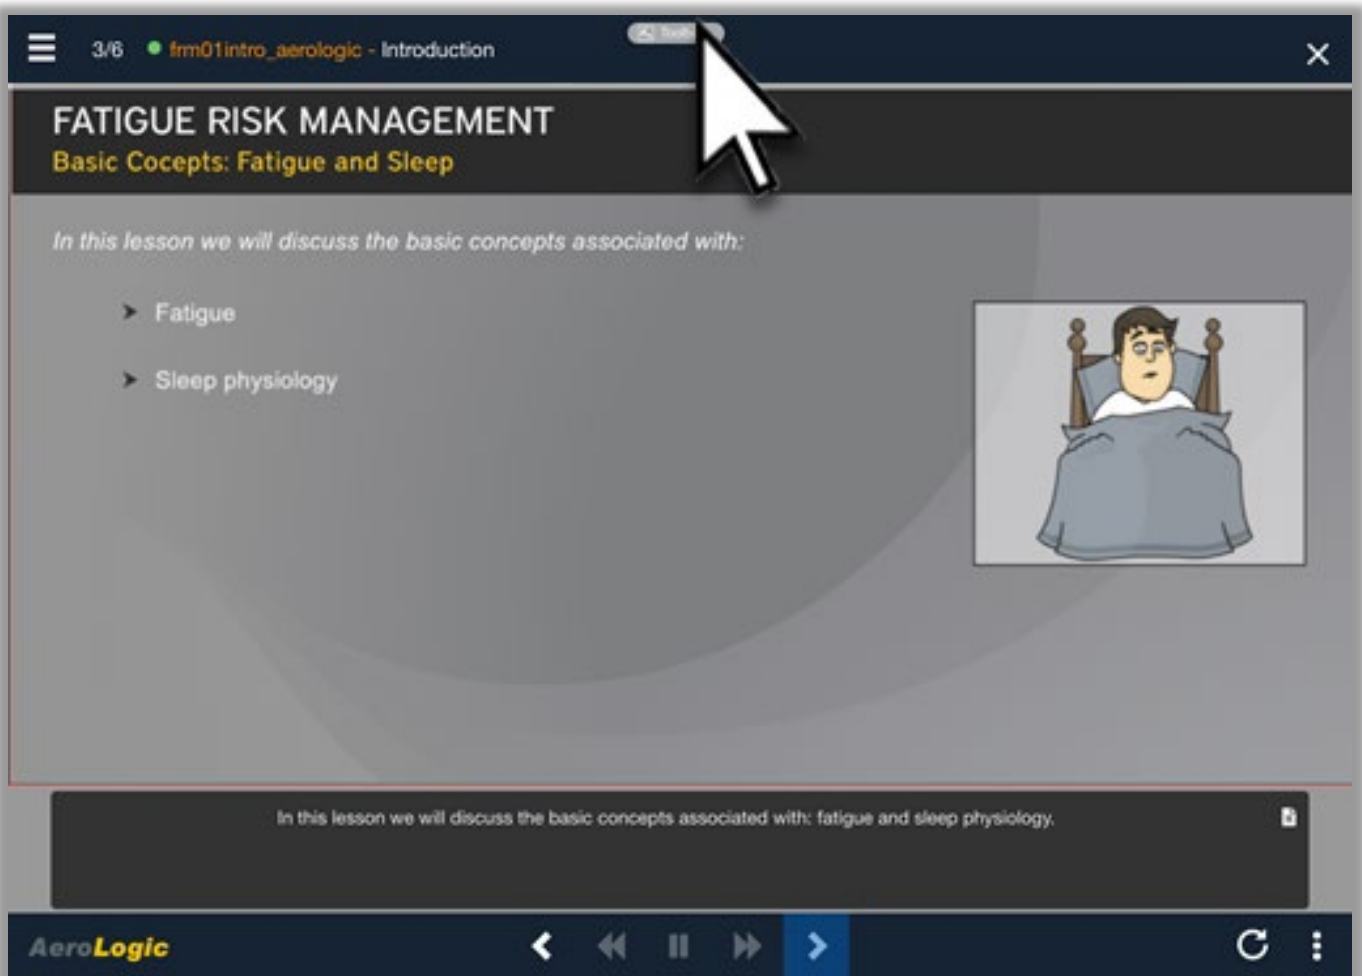 3/6 frm01intro_aerologic - Introduction
FATIGUE RISK MANAGEMENT
Basic Cocepts: Fatigue and Sleep
In this lesson we will discuss the basic concepts associated with:
Fatigue
Sleep physiology
In this lesson we will discuss the basic concepts associated with: fatigue and sleep physiology.
AeroLogic